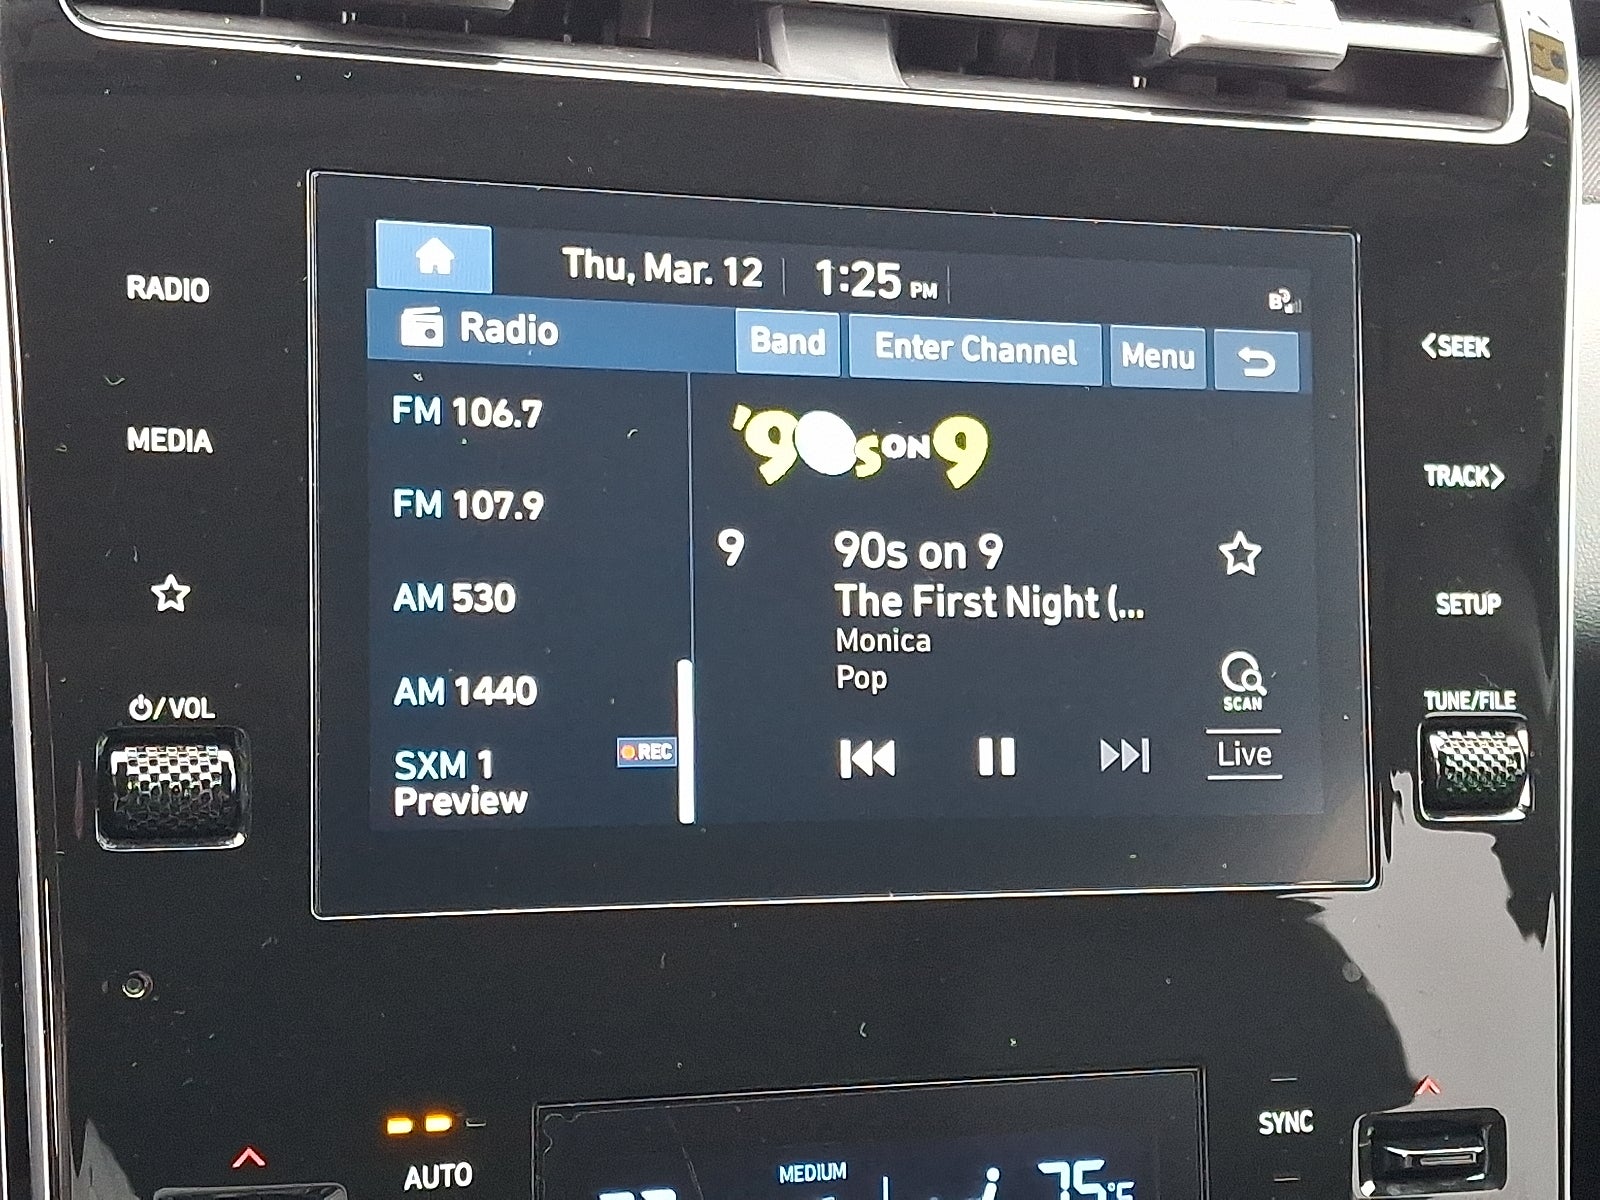 Thu, Mar. 12 1:25 PM
Radio Band Enter Channel Menu
RADIO
MEDIA
/ VOL
FM 106.7
FM 107.9
AM 530
AM 1440
SXM 1
Preview
REC
'90s ON 9
9 90s on 9
The First Night (...
Monica
Pop
SCAN
Live
<SEEK
TRACK>
SETUP
TUNE/FILE
AUTO
MEDIUM
75°F
SYNC